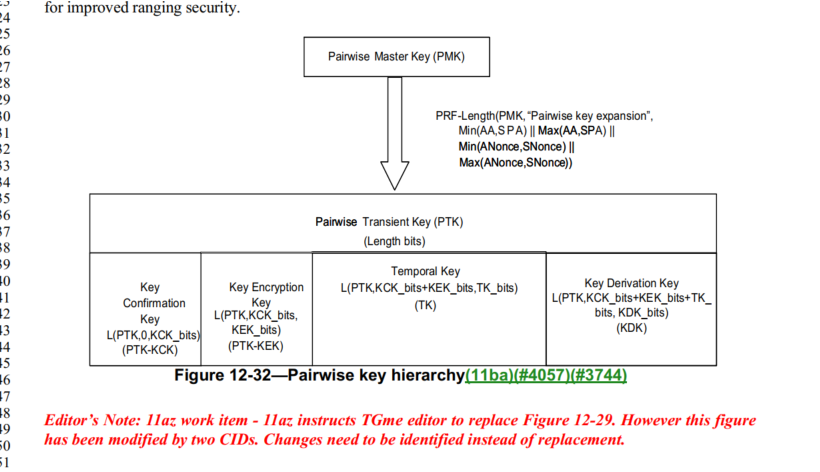 for improved ranging security.
24
25
26
27
28
29
30
31
32
33
34
35
36
37
38
39
40
41
42
43
44
45
46
47
48
49
50
51
Pairwise Master Key (PMK)
PRF-Length(PMK, “Pairwise key expansion”,
Min(AA,SPA) || Max(AA,SPA) ||
Min(ANonce,SNonce) ||
Max(ANonce,SNonce))
Pairwise Transient Key (PTK)
(Length bits)
Key
Confirmation
Key
L(PTK,0,KCK_bits)
(PTK-KCK)
Key Encryption
Key
L(PTK,KCK_bits,
KEK_bits)
(PTK-KEK)
Temporal Key
L(PTK,KCK_bits+KEK_bits,TK_bits)
(TK)
Key Derivation Key
L(PTK,KCK_bits+KEK_bits+TK_
bits, KDK_bits)
(KDK)
Figure 12-32—Pairwise key hierarchy(11ba)(#4057)(#3744)
Editor’s Note: 11az work item - 11az instructs TGme editor to replace Figure 12-29. However this figure
has been modified by two CIDs. Changes need to be identified instead of replacement.